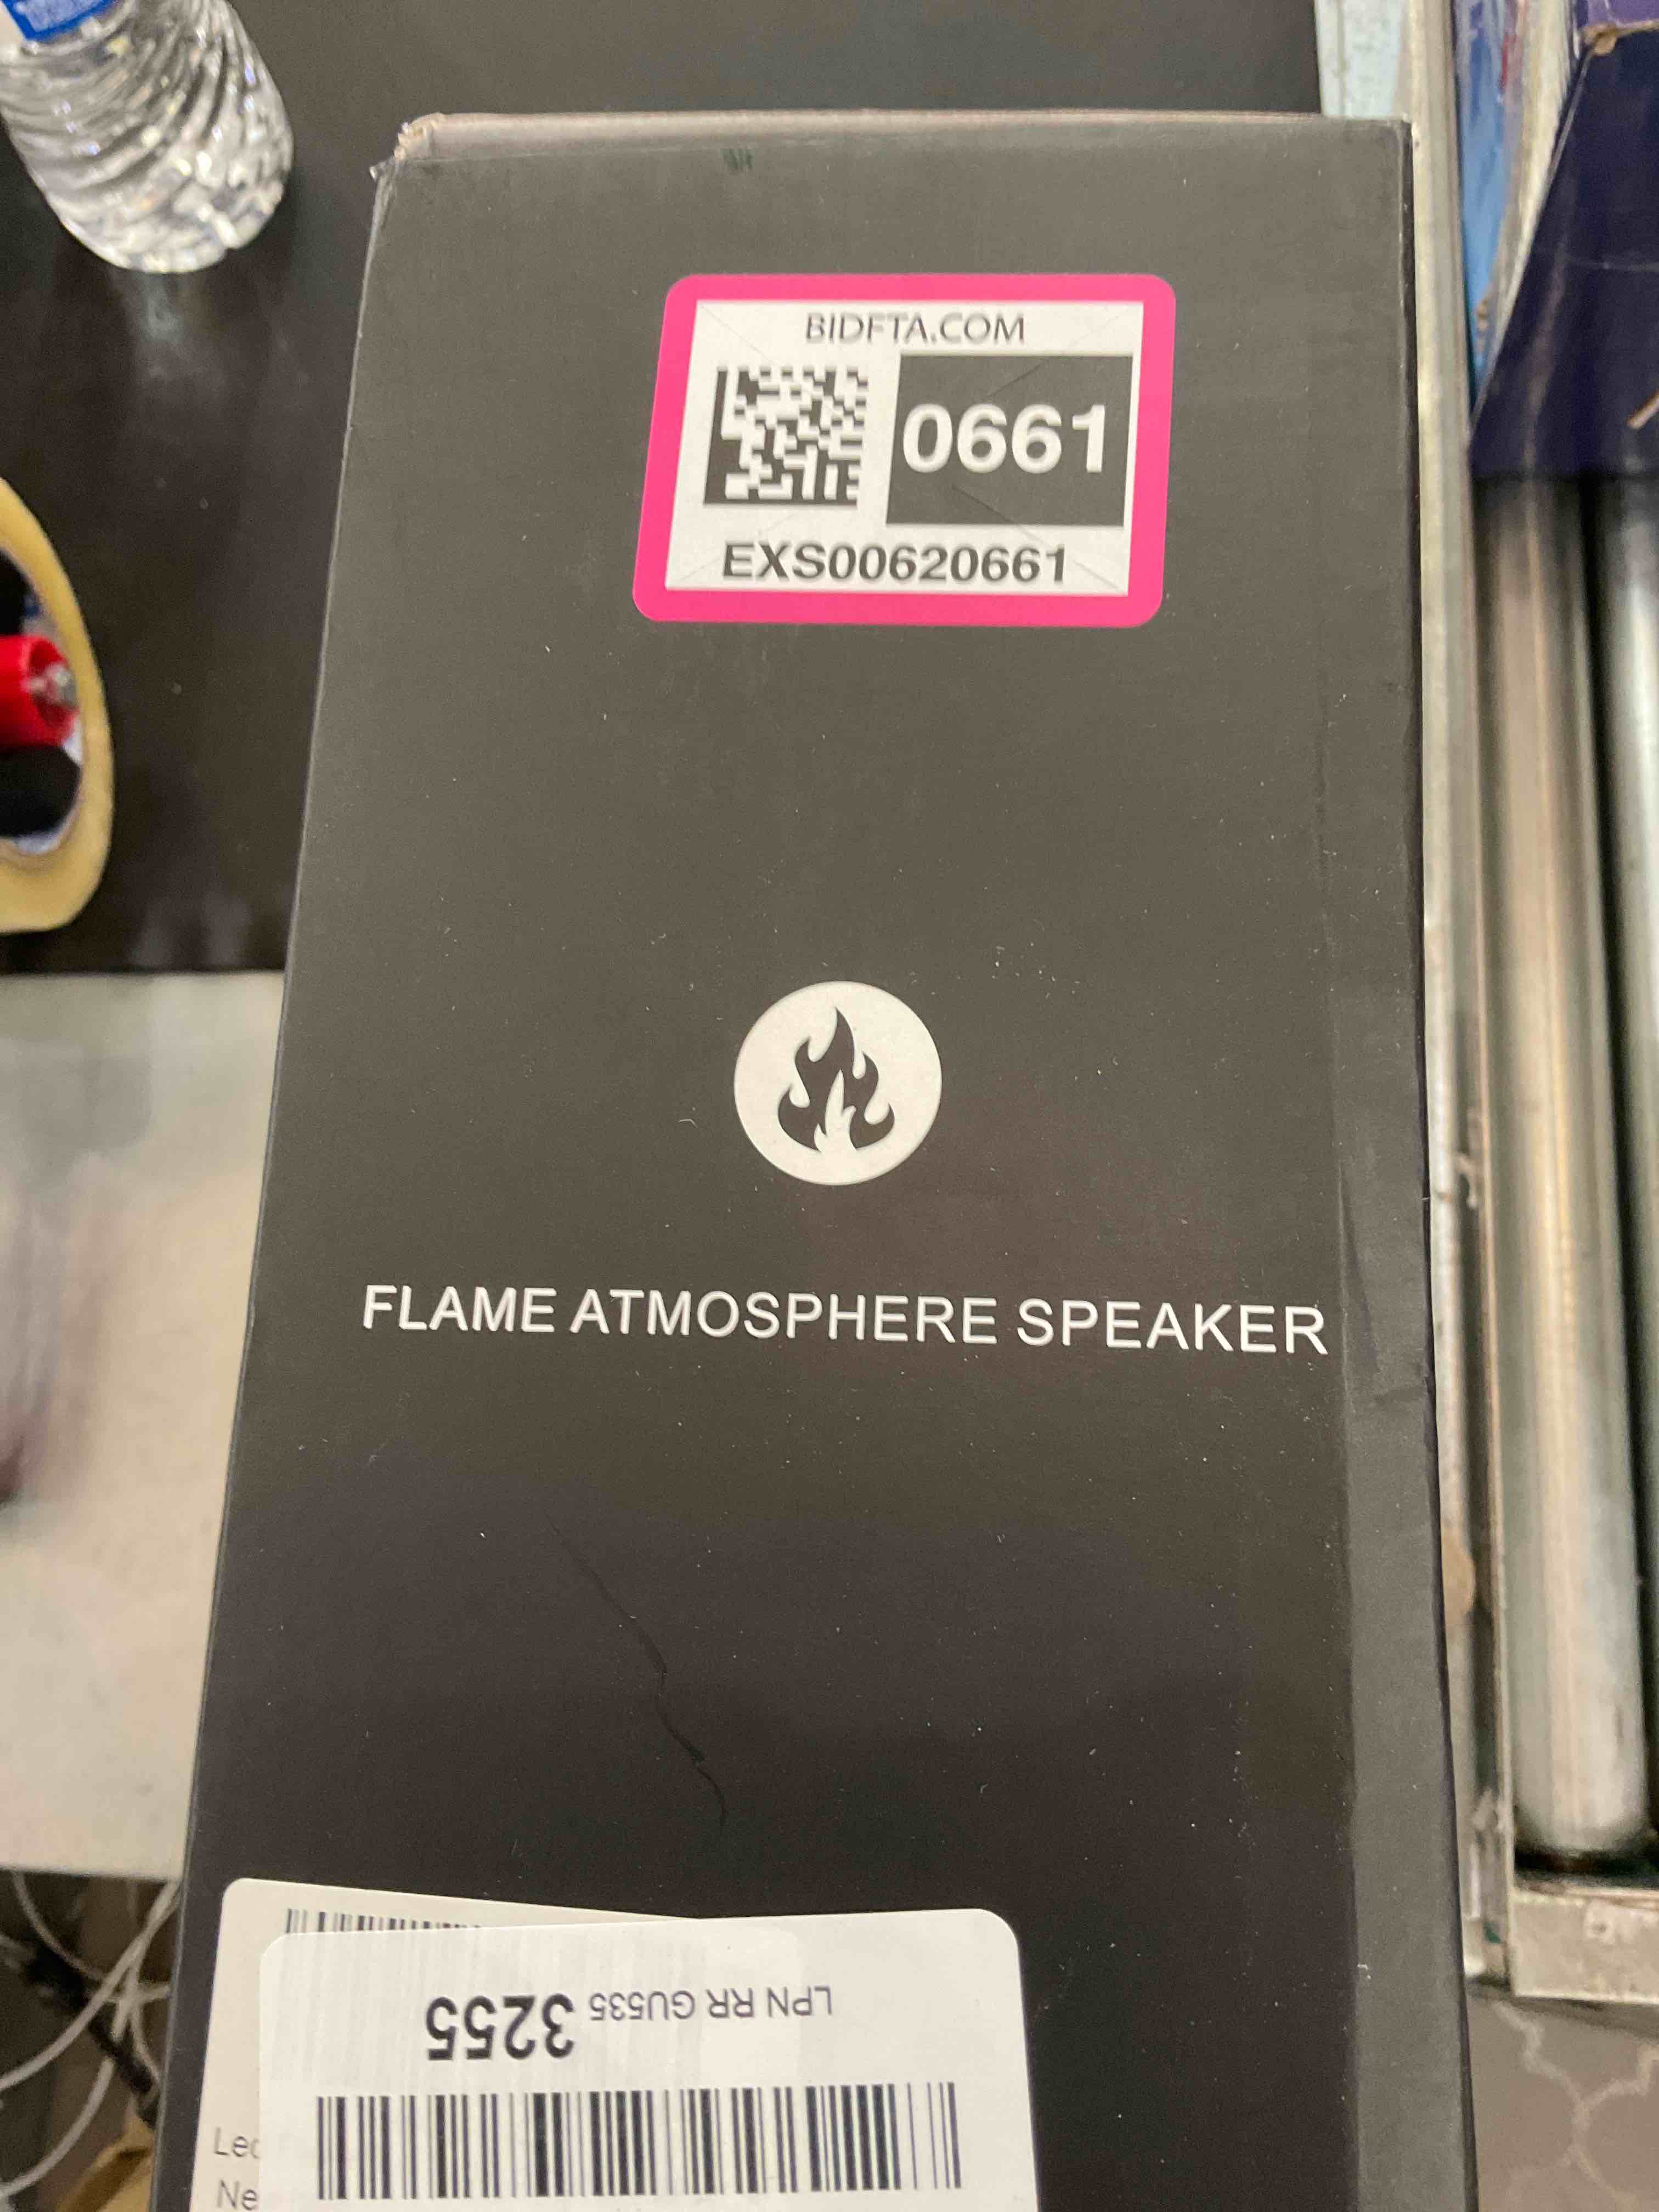 BIDFTA.COM
0661
EXS00620661
FLAME ATMOSPHERE SPEAKER
LPN RR GU535 3255